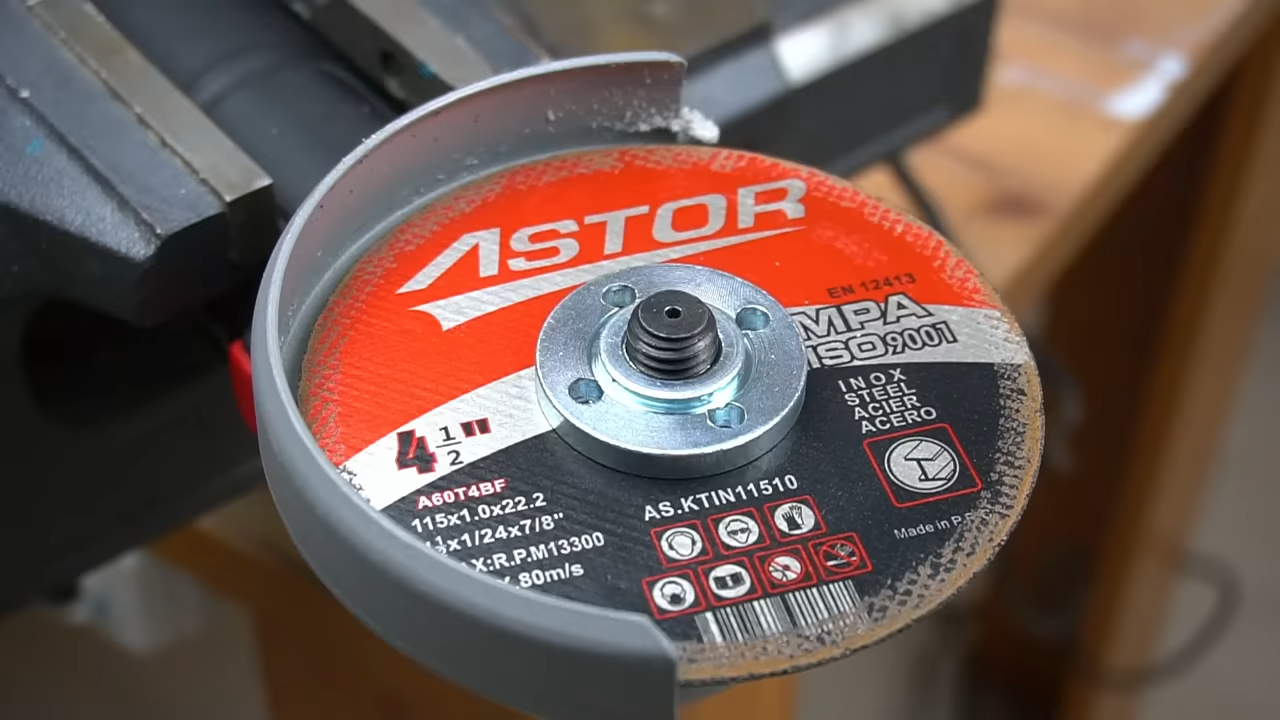 ASTOR
EN 12413
MPA
ISO 9001
INOX
STEEL
ACIER
ACERO
4 1/2"
A60T4BF
115x1.0x22.2
x1/24x7/8"
X:R.P.M13300
80m/s
AS.KTIN11510
Made in P.